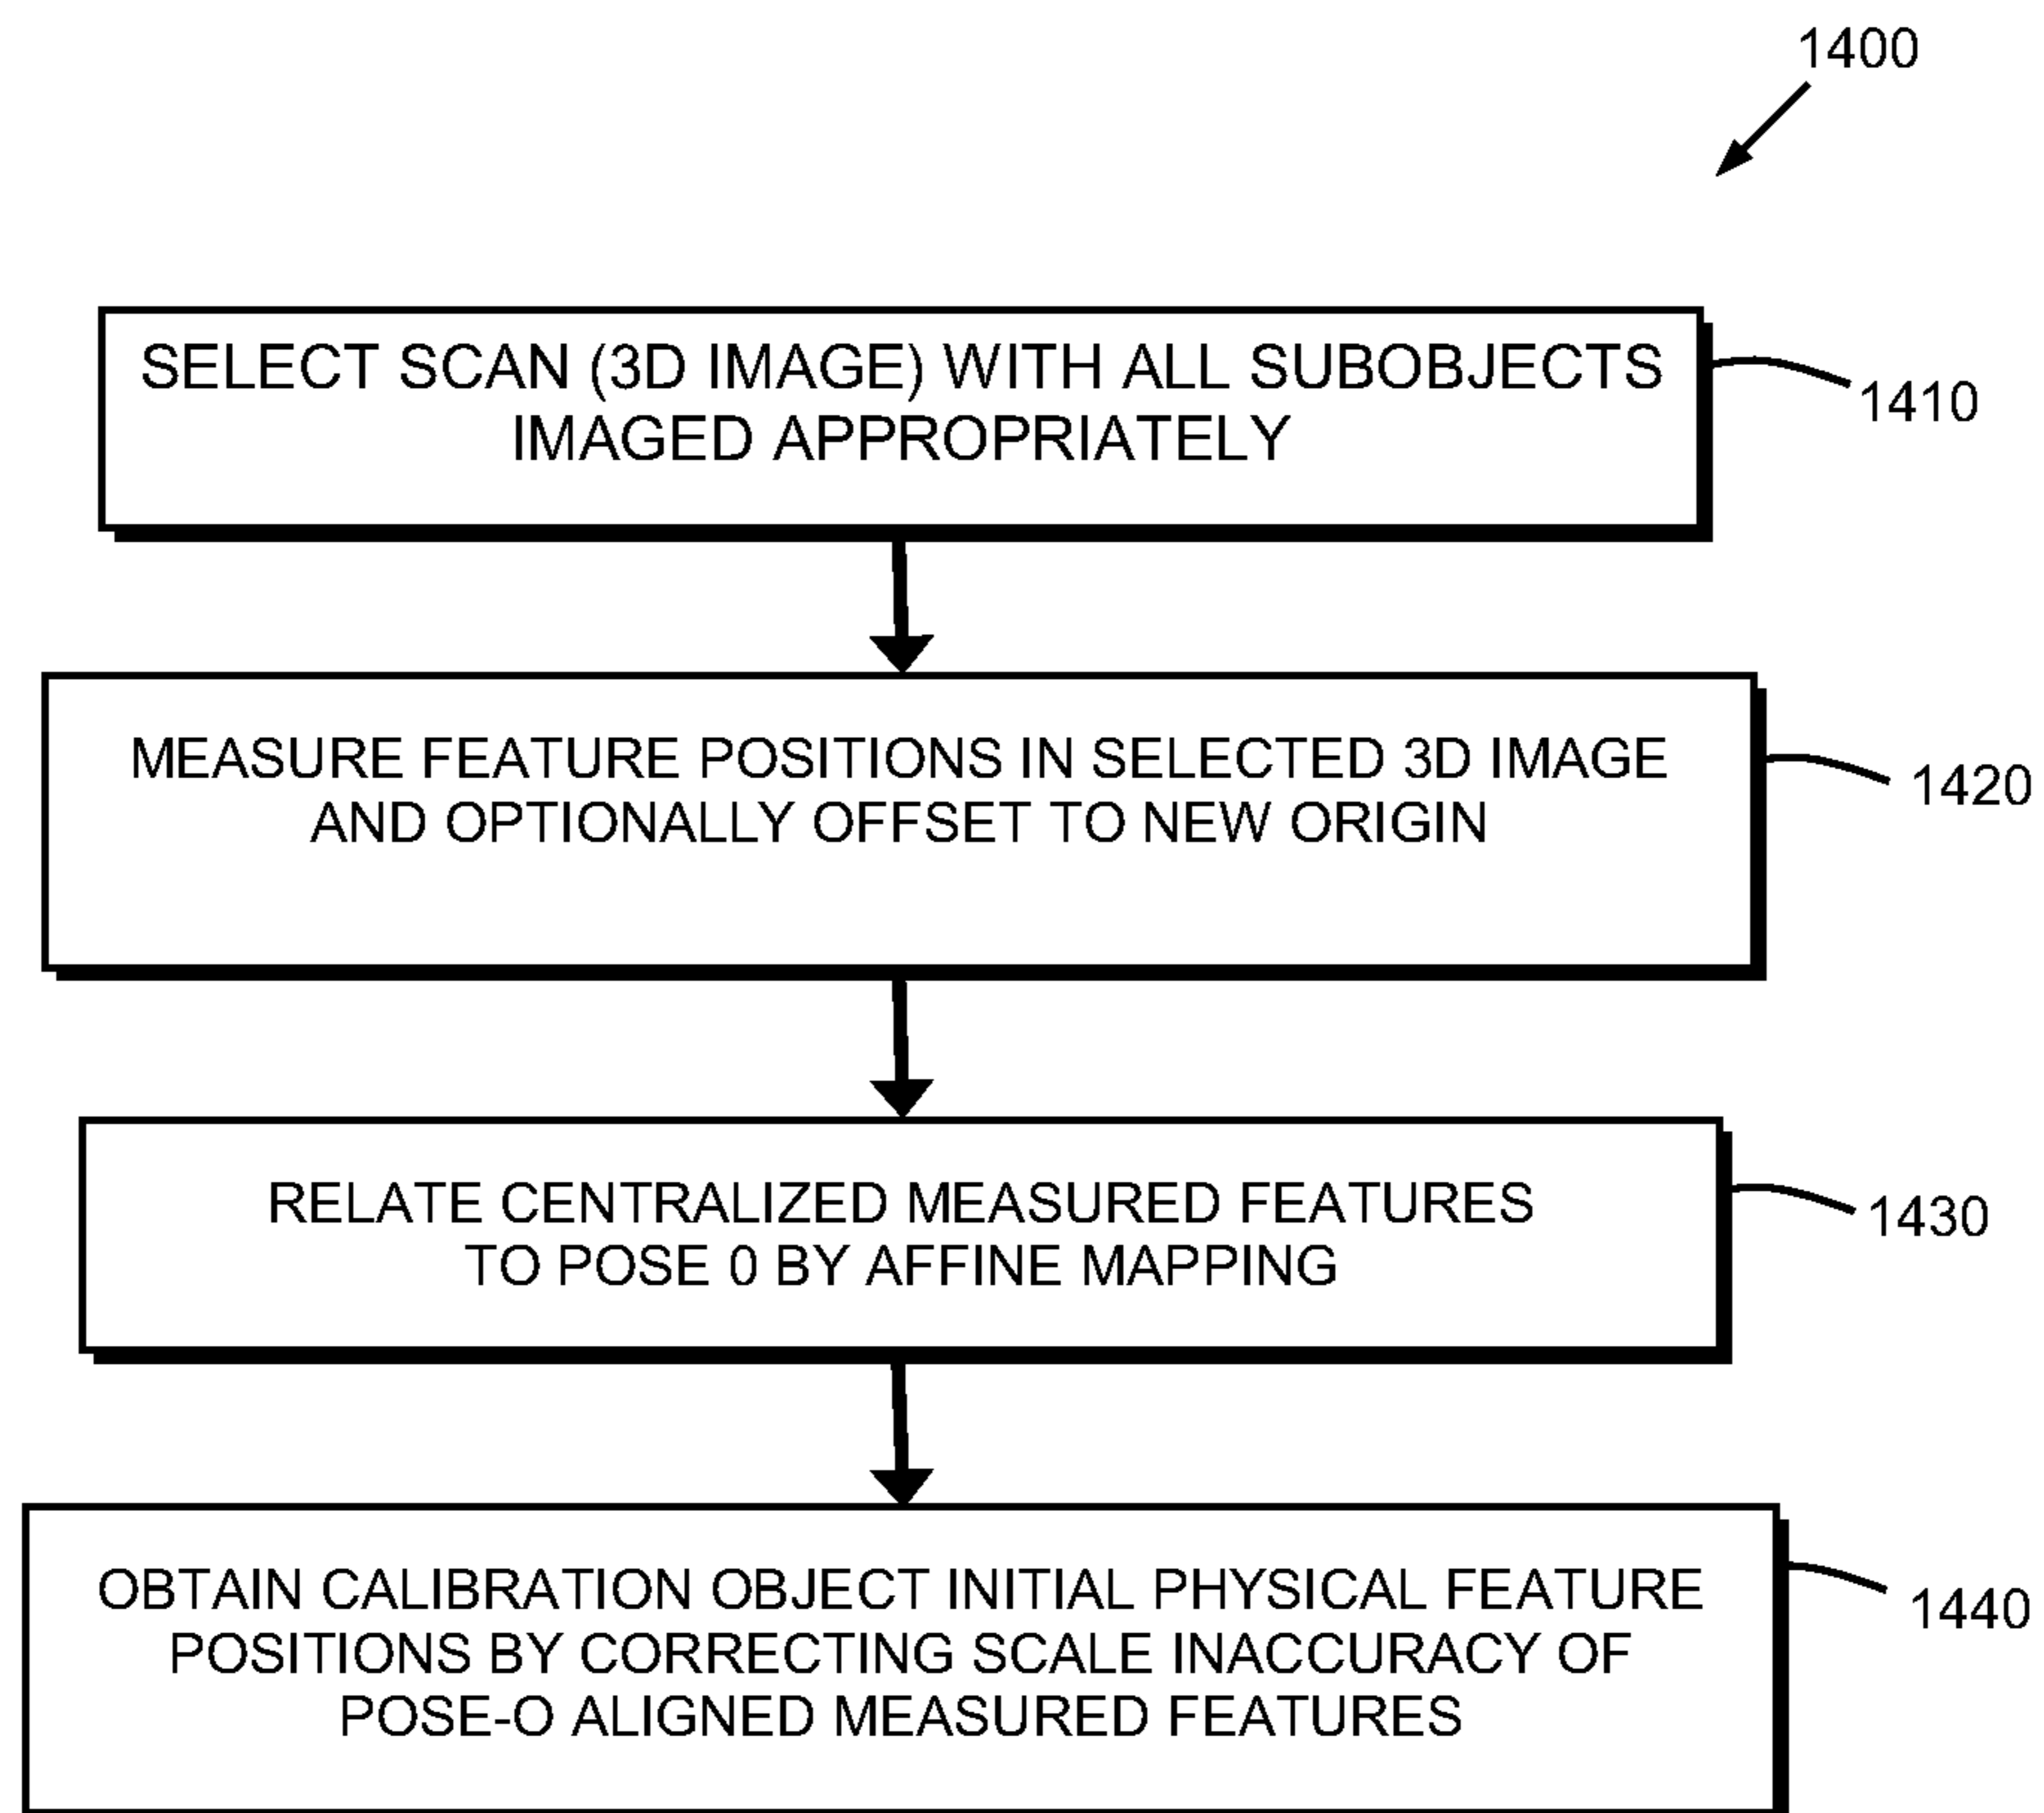 1400
SELECT SCAN (3D IMAGE) WITH ALL SUBOBJECTS
IMAGED APPROPRIATELY
1410
MEASURE FEATURE POSITIONS IN SELECTED 3D IMAGE
AND OPTIONALLY OFFSET TO NEW ORIGIN
1420
RELATE CENTRALIZED MEASURED FEATURES
TO POSE 0 BY AFFINE MAPPING
1430
OBTAIN CALIBRATION OBJECT INITIAL PHYSICAL FEATURE
POSITIONS BY CORRECTING SCALE INACCURACY OF
POSE-O ALIGNED MEASURED FEATURES
1440